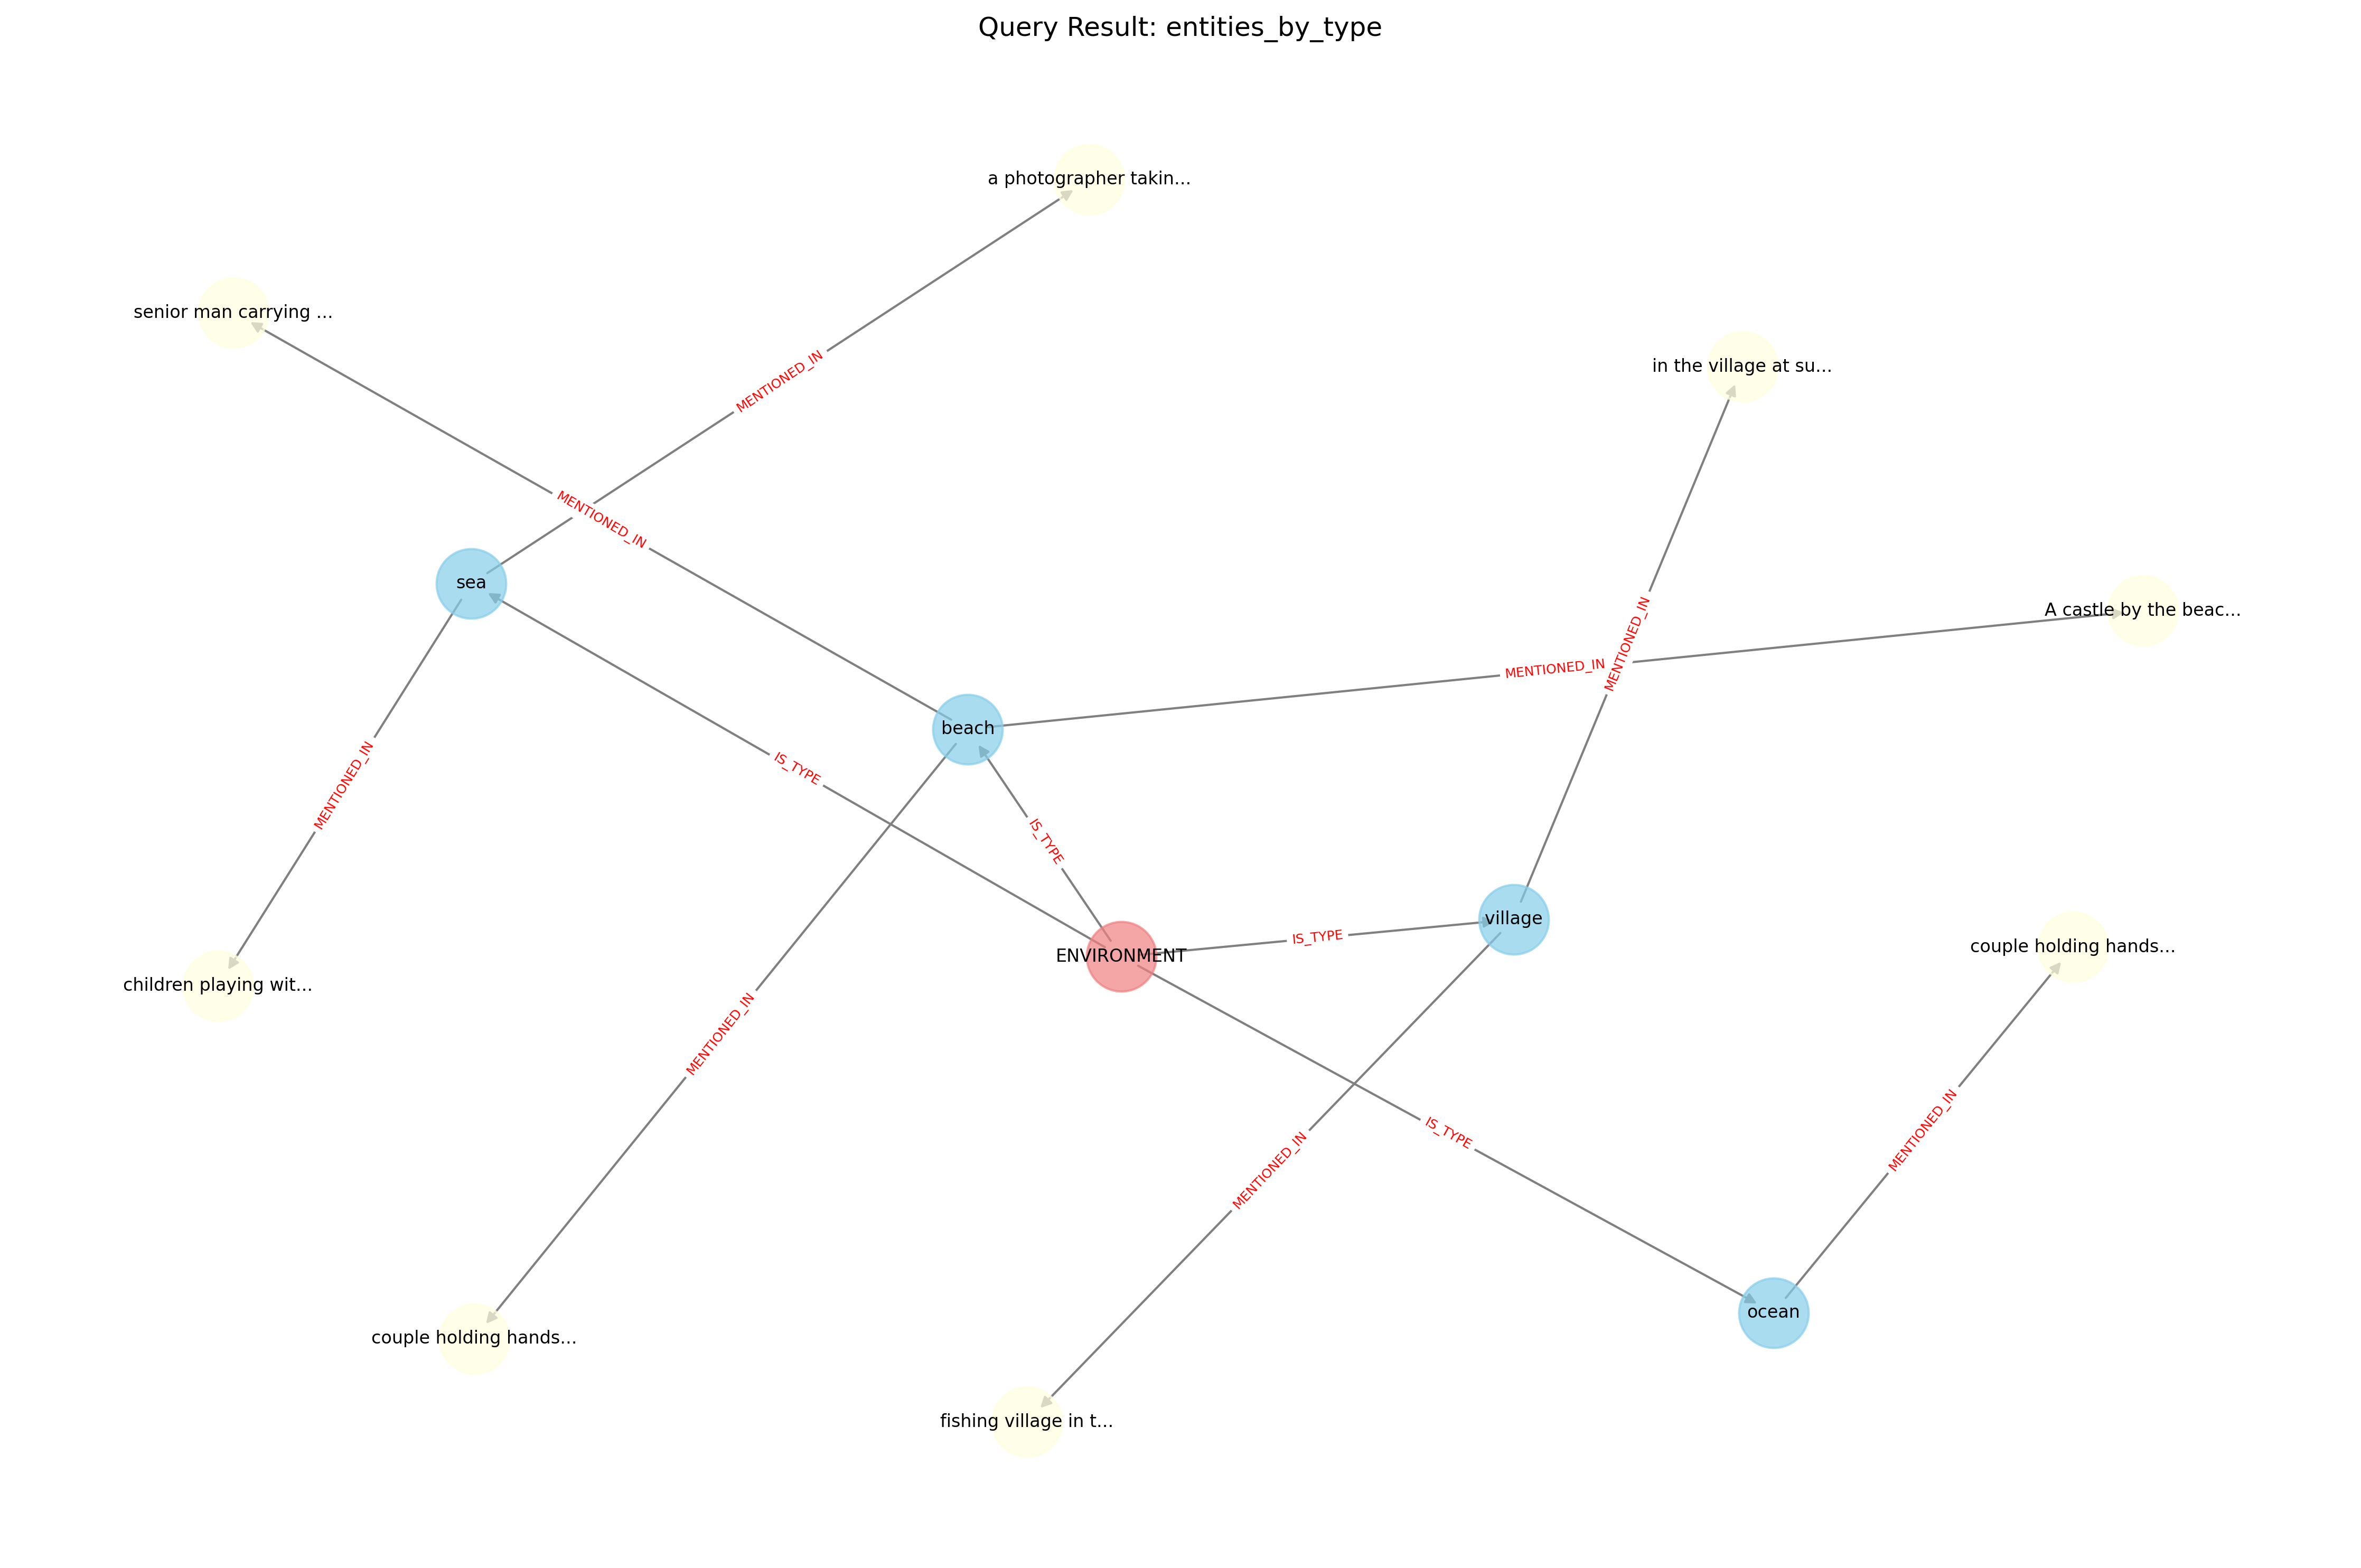 Query Result: entities_by_type
a photographer takin...
senior man carrying ...
MENTIONED_IN
in the village at su...
MENTIONED_IN
sea
A castle by the beac...
MENTIONED_IN
MENTIONED_IN
beach
IS_TYPE
MENTIONED_IN
IS_TYPE
village
IS_TYPE
couple holding hands...
ENVIRONMENT
children playing wit...
MENTIONED_IN
MENTIONED_IN
IS_TYPE
MENTIONED_IN
ocean
couple holding hands...
fishing village in t...